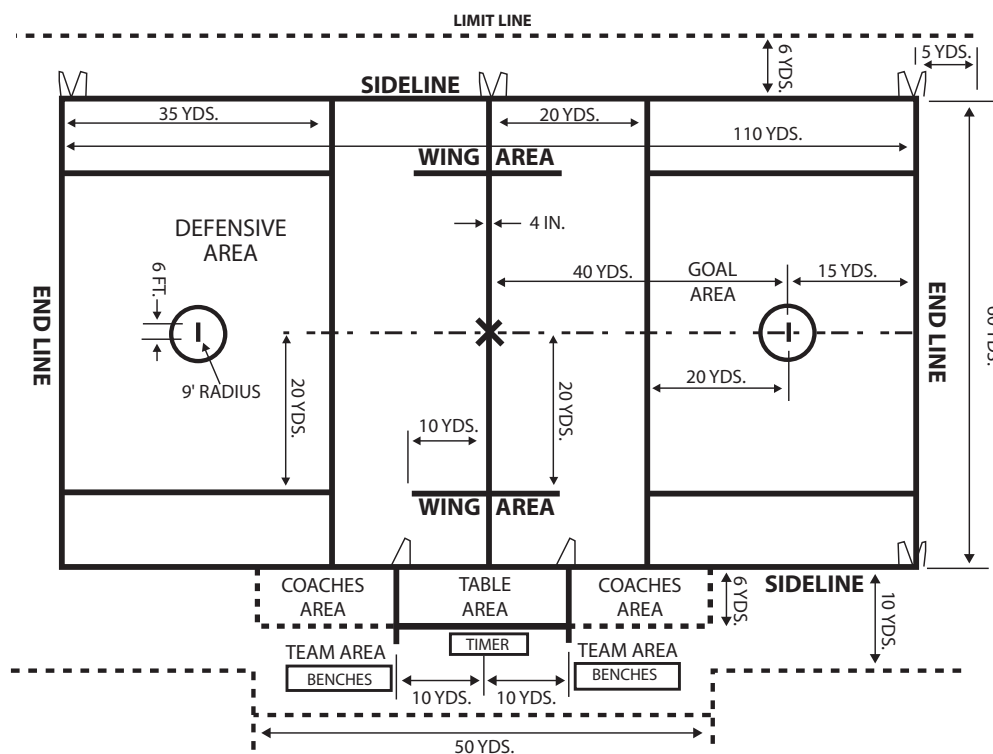 LIMIT LINE
6 YDS.
5 YDS.
SIDELINE
35 YDS.
20 YDS.
110 YDS.
WING AREA
4 IN.
DEFENSIVE
AREA
40 YDS.
GOAL
AREA
15 YDS.
6 FT.
END LINE
END LINE
60 YDS.
9' RADIUS
20 YDS.
20 YDS.
20 YDS.
10 YDS.
WING AREA
COACHES
AREA
TABLE
AREA
COACHES
AREA
6 YDS.
SIDELINE
10 YDS.
TEAM AREA
BENCHES
TIMER
TEAM AREA
BENCHES
10 YDS.
10 YDS.
50 YDS.